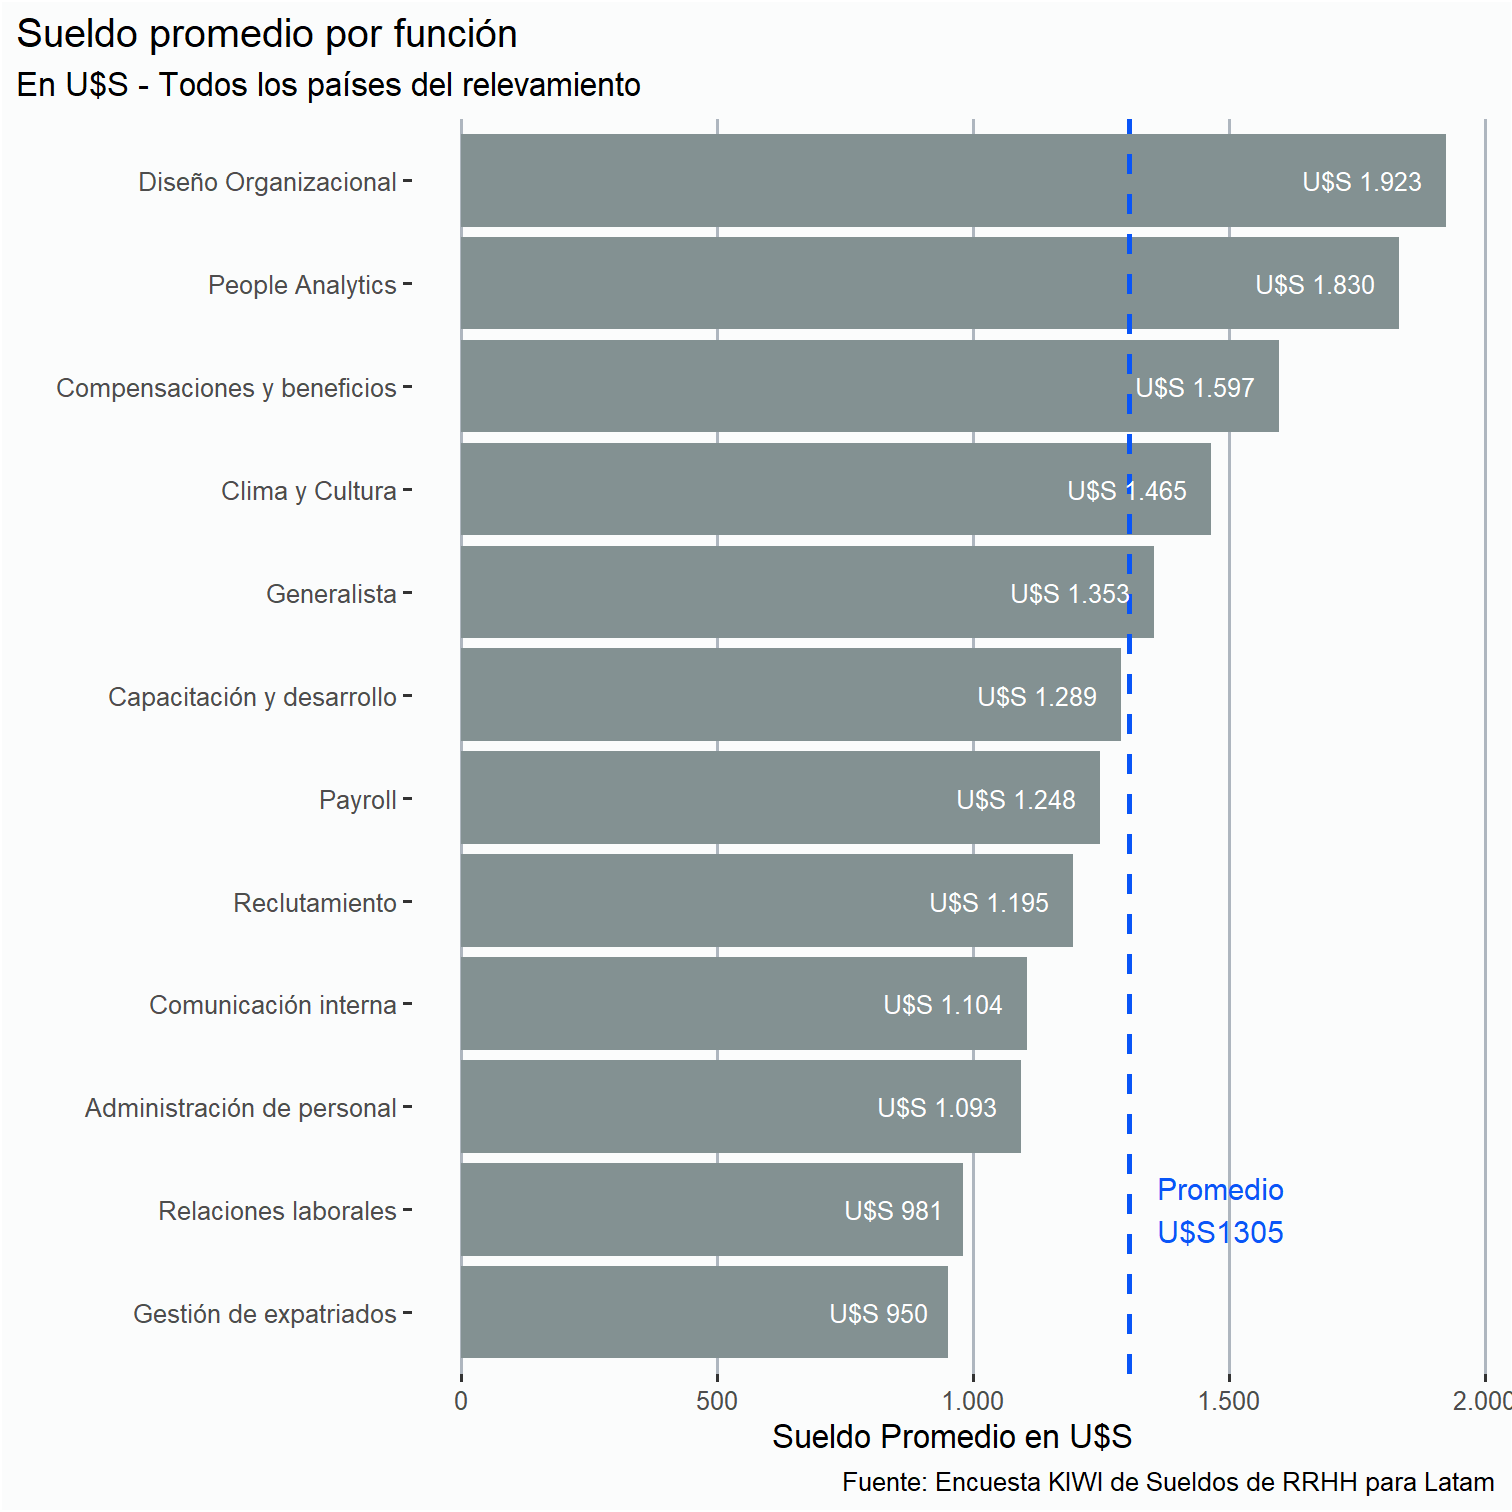 Sueldo promedio por función
En U$S - Todos los países del relevamiento
Diseño Organizacional
U$S 1.923
People Analytics
U$S 1.830
Compensaciones y beneficios
U$S 1.597
Clima y Cultura
U$S 1.465
Generalista
U$S 1.353
Capacitación y desarrollo
U$S 1.289
Payroll
U$S 1.248
Reclutamiento
U$S 1.195
Comunicación interna
U$S 1.104
Administración de personal
U$S 1.093
Relaciones laborales
U$S 981
Promedio
U$S1305
Gestión de expatriados
U$S 950
0 500 1.000 1.500 2.000
Sueldo Promedio en U$S
Fuente: Encuesta KIWI de Sueldos de RRHH para Latam